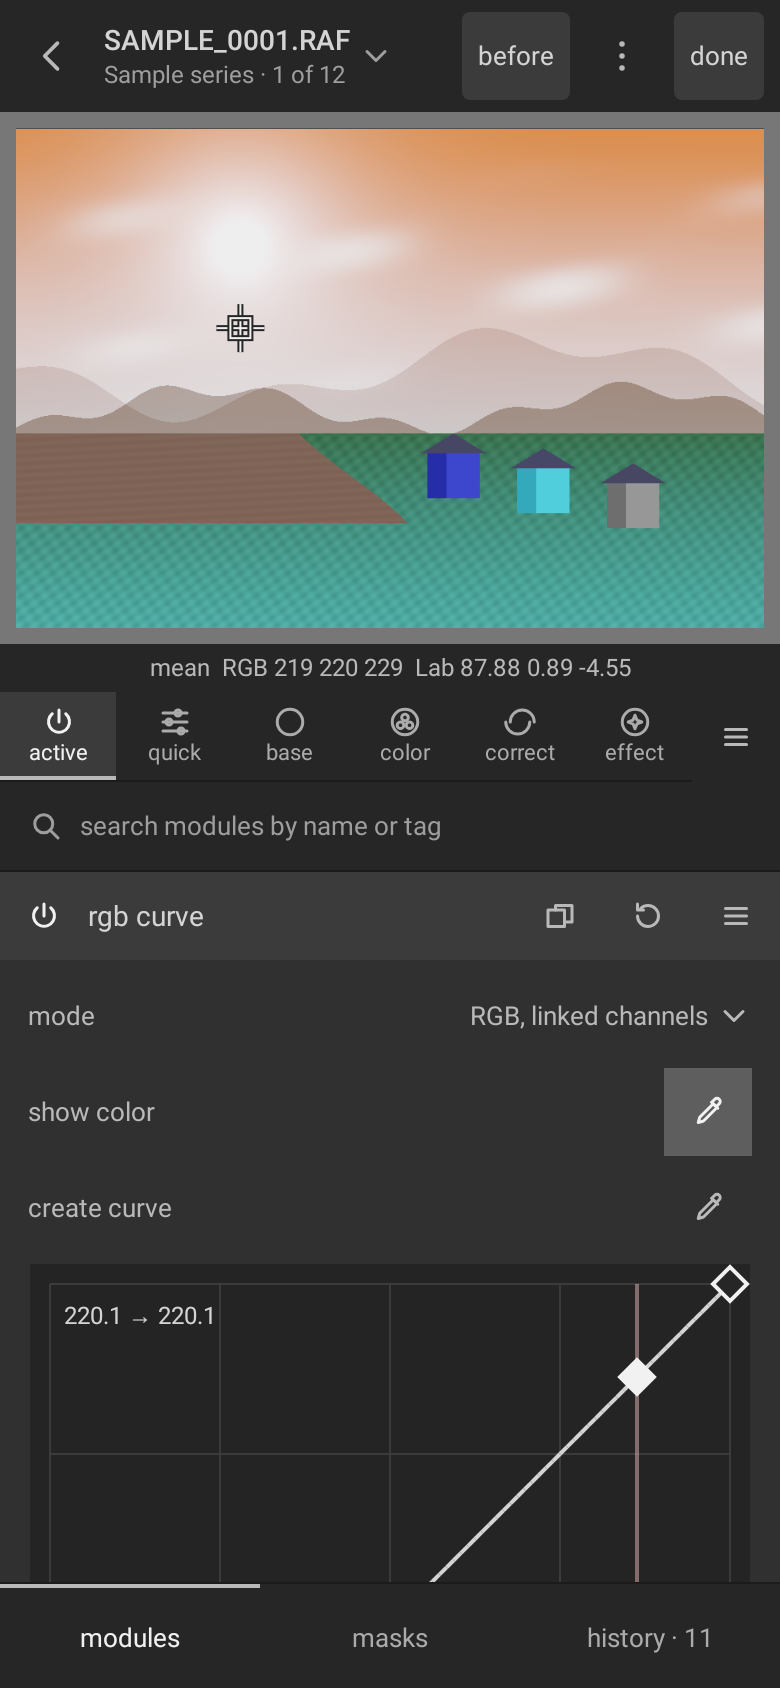 SAMPLE_0001.RAF
Sample series · 1 of 12
before
done
mean RGB 219 220 229 Lab 87.88 0.89 -4.55
active
quick
base
color
correct
effect
search modules by name or tag
rgb curve
mode
RGB, linked channels
show color
create curve
220.1 → 220.1
modules
masks
history · 11